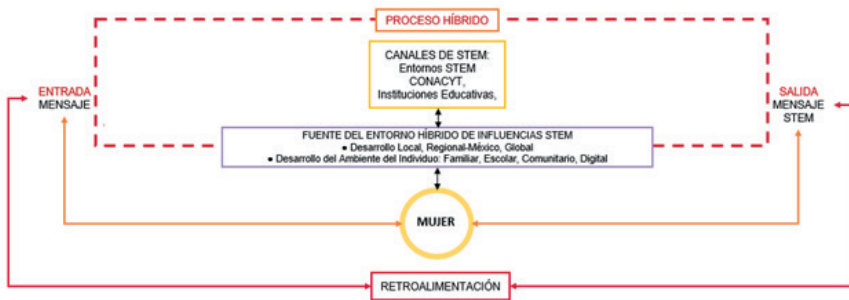 PROCESO HÍBRIDO
CANALES DE STEM:
Entornos STEM
CONACYT,
Instituciones Educativas,
ENTRADA
MENSAJE
SALIDA
MENSAJE
STEM
FUENTE DEL ENTORNO HÍBRIDO DE INFLUENCIAS STEM
● Desarrollo Local, Regional-México, Global
● Desarrollo del Ambiente del Individuo: Familiar, Escolar, Comunitario, Digital
MUJER
RETROALIMENTACIÓN